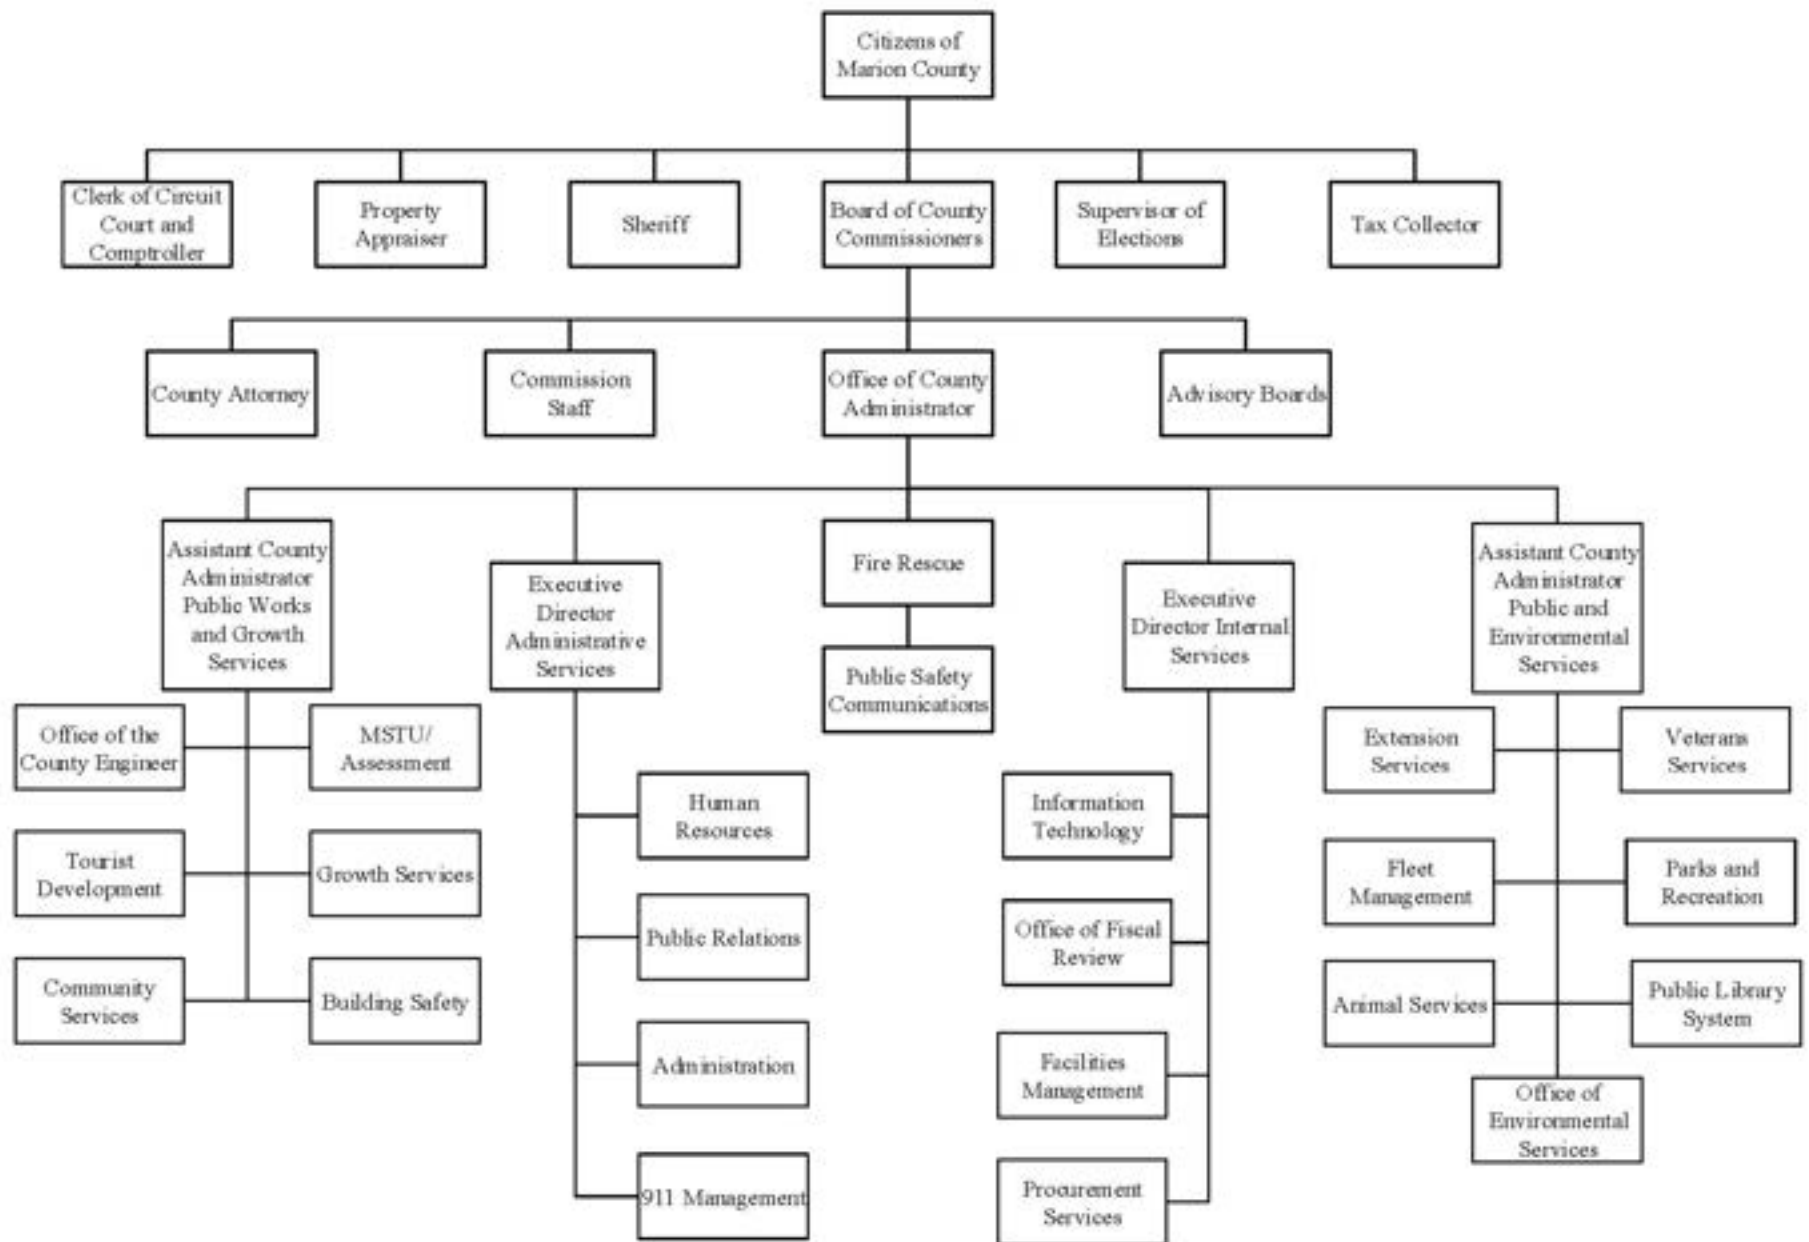 Citizens of
Marion County
Clerk of Circuit
Court and
Comptroller
Property
Appraiser
Sheriff
Board of County
Commissioners
Supervisor of
Elections
Tax Collector
County Attorney
Commission
Staff
Office of County
Administrator
Advisory Boards
Assistant County
Administrator
Public Works
and Growth
Services
Executive
Director
Administrative
Services
Fire Rescue
Public Safety
Communications
Executive
Director Internal
Services
Assistant County
Administrator
Public and
Environmental
Services
Office of the
County Engineer
MSTU/
Assessment
Tourist
Development
Growth Services
Community
Services
Building Safety
Human
Resources
Public Relations
Administration
911 Management
Information
Technology
Office of Fiscal
Review
Facilities
Management
Procurement
Services
Extension
Services
Veterans
Services
Fleet
Management
Parks and
Recreation
Animal Services
Public Library
System
Office of
Environmental
Services